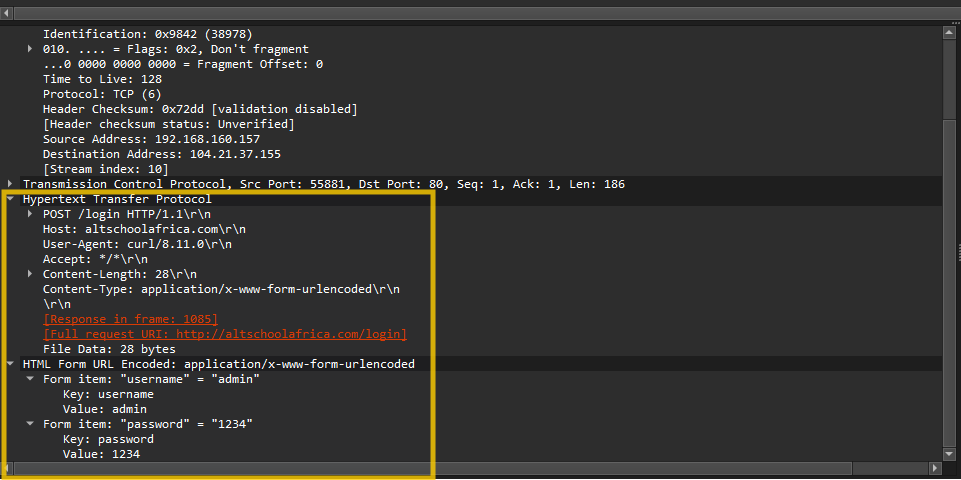 Identification: 0x9842 (38978)
010. .... = Flags: 0x2, Don't fragment
...0 0000 0000 0000 = Fragment Offset: 0
Time to Live: 128
Protocol: TCP (6)
Header Checksum: 0x72dd [validation disabled]
[Header checksum status: Unverified]
Source Address: 192.168.160.157
Destination Address: 104.21.37.155
[Stream index: 10]
Transmission Control Protocol, Src Port: 55881, Dst Port: 80, Seq: 1, Ack: 1, Len: 186
Hypertext Transfer Protocol
POST /login HTTP/1.1\r\n
Host: altschoolafrica.com\r\n
User-Agent: curl/8.11.0\r\n
Accept: */*\r\n
Content-Length: 28\r\n
Content-Type: application/x-www-form-urlencoded\r\n
\r\n
[Response in frame: 1085]
[Full request URI: http://altschoolafrica.com/login]
File Data: 28 bytes
HTML Form URL Encoded: application/x-www-form-urlencoded
Form item: "username" = "admin"
Key: username
Value: admin
Form item: "password" = "1234"
Key: password
Value: 1234